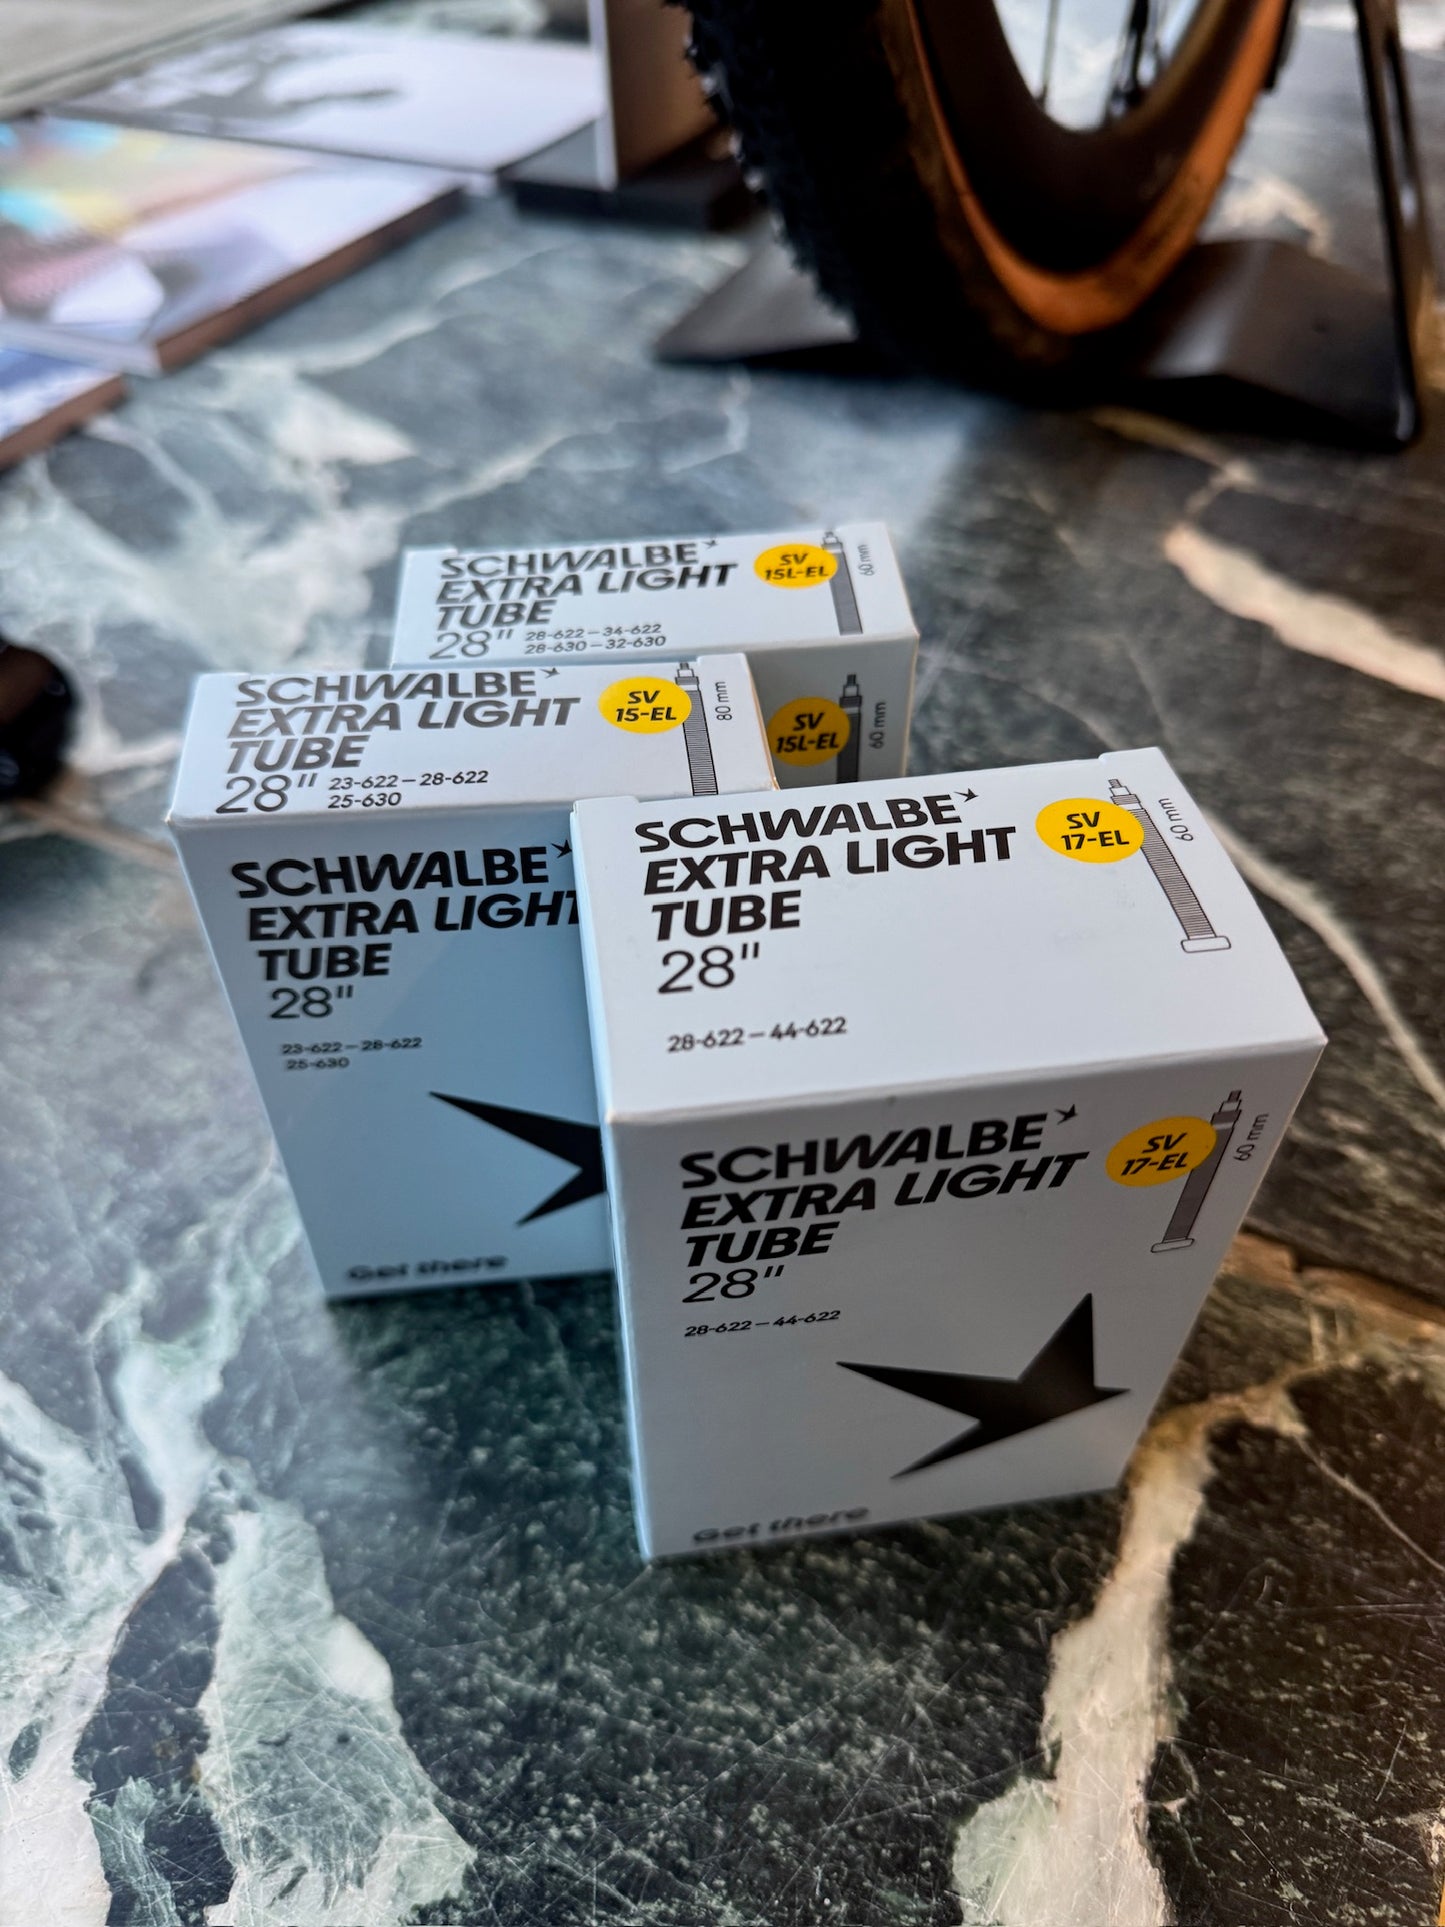 SCHWALBE
EXTRA LIGHT
TUBE
28" 28-622 – 34-622
28-630 – 32-630
SV
15L-EL
60 mm
SV
15L-EL
60 mm
SCHWALBE
EXTRA LIGHT
TUBE
28" 23-622 – 28-622
25-630
SV
15-EL
80 mm
SCHWALBE
EXTRA LIGHT
TUBE
28"
23-622 – 28-622
25-630
Get there
SCHWALBE
EXTRA LIGHT
TUBE
28"
28-622 – 44-622
SV
17-EL
60 mm
SCHWALBE
EXTRA LIGHT
TUBE
28"
28-622 – 44-622
SV
17-EL
60 mm
Get there